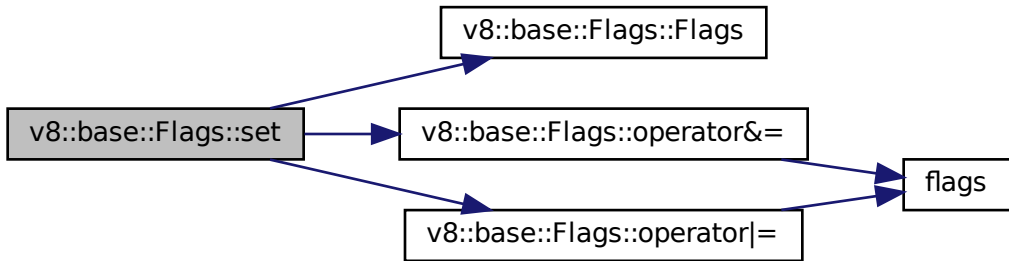 v8::base::Flags::Flags
v8::base::Flags::set
v8::base::Flags::operator&=
flags
v8::base::Flags::operator|=